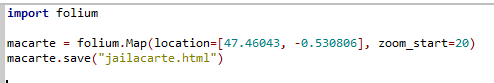 import folium
macarte = folium.Map(location=[47.46043, -0.530806], zoom_start=20)
macarte.save("jailacarte.html")